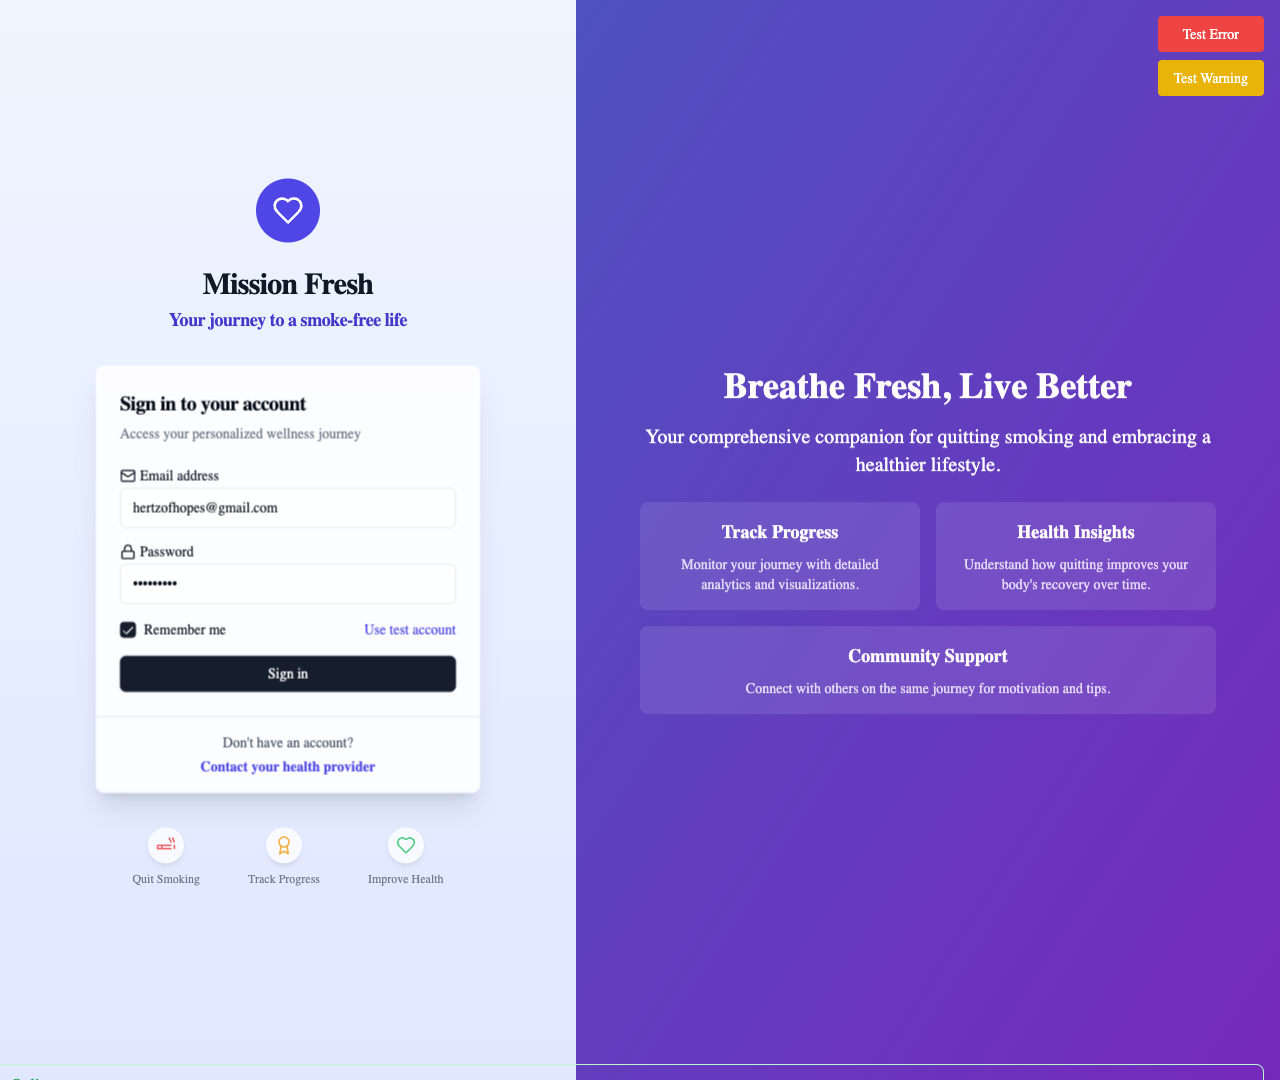 Test Error
Test Warning
Mission Fresh
Your journey to a smoke-free life
Sign in to your account
Access your personalized wellness journey
Email address
hertzofhopes@gmail.com
Password
•••••••••
Remember me
Use test account
Sign in
Don't have an account?
Contact your health provider
Quit Smoking
Track Progress
Improve Health
Breathe Fresh, Live Better
Your comprehensive companion for quitting smoking and embracing a
healthier lifestyle.
Track Progress
Monitor your journey with detailed
analytics and visualizations.
Health Insights
Understand how quitting improves your
body's recovery over time.
Community Support
Connect with others on the same journey for motivation and tips.